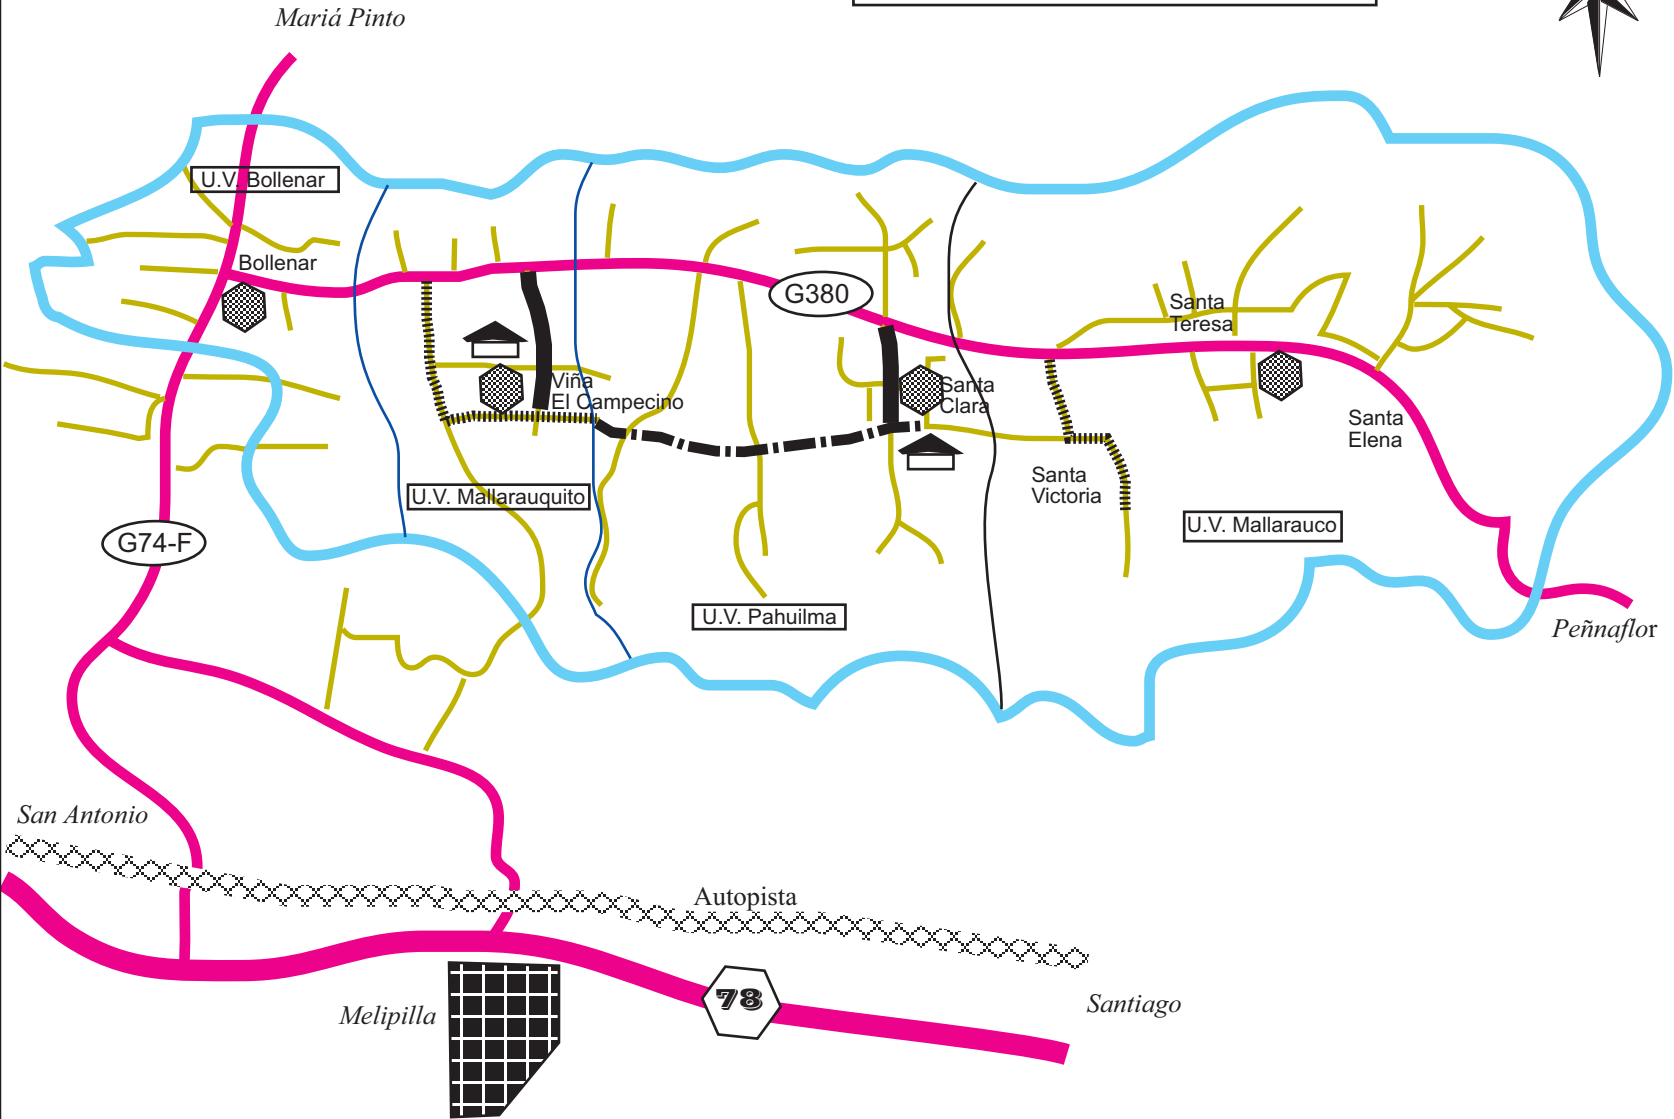 Mariá Pinto
U.V. Bollenar
Bollenar
G380
Santa
Teresa
Viña
El Campecino
Santa
Clara
Santa
Elena
Santa
Victoria
U.V. Mallarauquito
U.V. Mallarauco
G74-F
U.V. Pahuilma
Peñnaflor
San Antonio
Autopista
78
Santiago
Melipilla